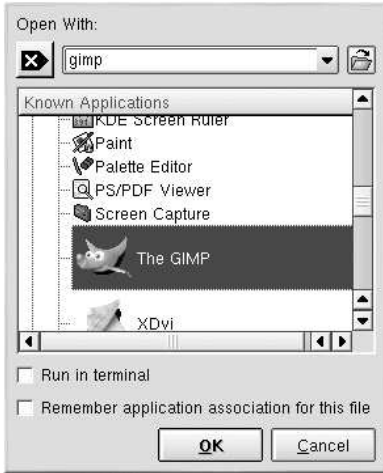 Open With:
gimp
Known Applications
KDE Screen Ruler
Paint
Palette Editor
PS/PDF Viewer
Screen Capture
The GIMP
XDvi
Run in terminal
Remember application association for this file
OK Cancel